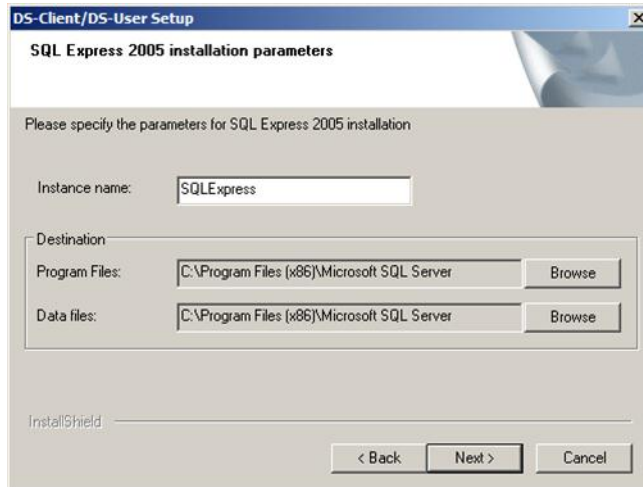 DS-Client/DS-User Setup
SQL Express 2005 installation parameters
Please specify the parameters for SQL Express 2005 installation
Instance name: SQLExpress
Destination
Program Files: C:\Program Files (x86)\Microsoft SQL Server Browse
Data files: C:\Program Files (x86)\Microsoft SQL Server Browse
InstallShield
< Back Next > Cancel